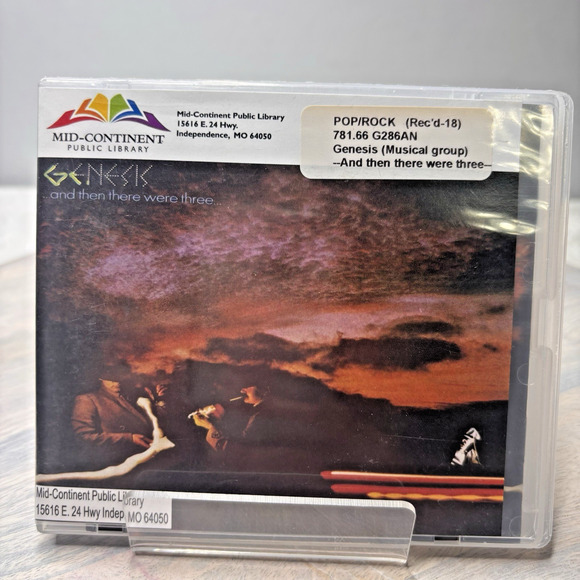 MID-CONTINENT
PUBLIC LIBRARY
Mid-Continent Public Library
15616 E. 24 Hwy.
Independence, MO 64050
POP/ROCK (Rec'd-18)
781.66 G286AN
Genesis (Musical group)
--And then there were three--
GENESIS
...and then there were three...
Mid-Continent Public Library
15616 E. 24 Hwy Indep, MO 64050